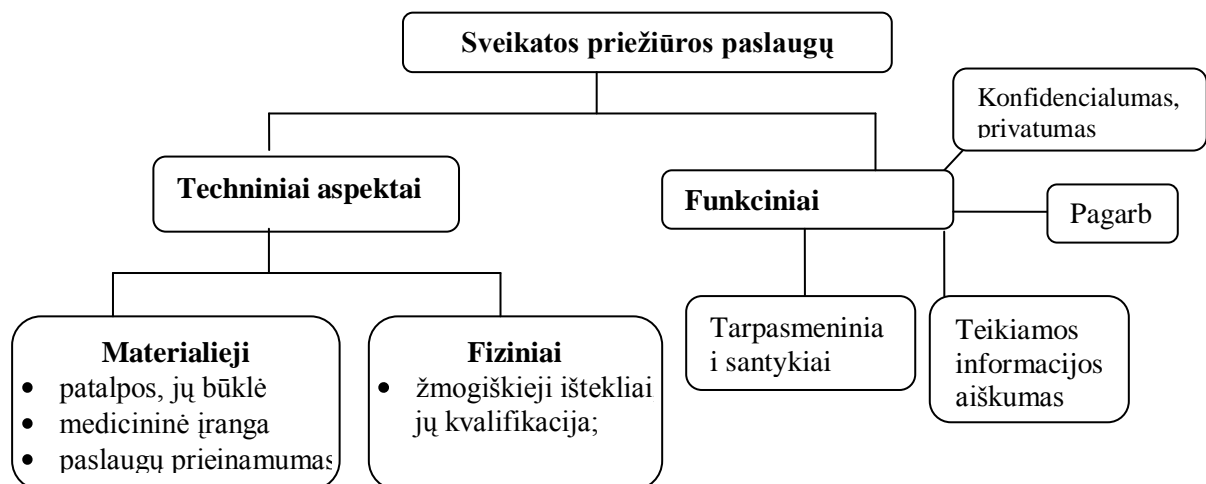 Sveikatos priežiūros paslaugų
Konfidencialumas,
privatumas
Techniniai aspektai
Funkciniai
Pagarb
Materialieji
• patalpos, jų būklė
• medicininė įranga
• paslaugų prieinamumas
Fiziniai
• žmogiškieji ištekliai
jų kvalifikacija;
Tarpasmeninia
i santykiai
Teikiamos
informacijos
aiškumas